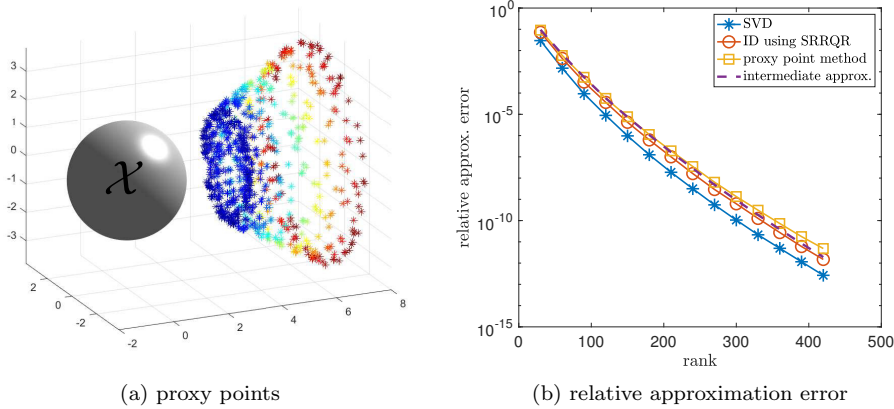 3
2
1
0
-1
-2
-3
2
0
-2
-2
0
2
4
6
8
𝒳
(a) proxy points
10^0
10^-5
10^-10
10^-15
relative approx. error
0
100
200
300
400
500
rank
SVD
ID using SRRQR
proxy point method
intermediate approx.
(b) relative approximation error